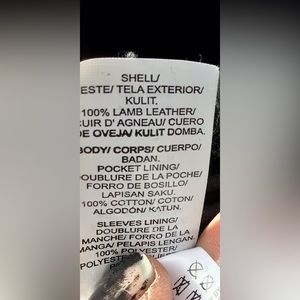 SHELL/
ESTE/ TELA EXTERIOR/
KULIT.
100% LAMB LEATHER/
CUIR D' AGNEAU/ CUERO
DE OVEJA/ KULIT DOMBA.
BODY/ CORPS/ CUERPO/
BADAN.
POCKET LINING/
DOUBLURE DE LA POCHE/
FORRO DE BOSILLO/
LAPISAN SAKU.
100% COTTON/ COTON/
ALGODÓN/ KATUN.
SLEEVES LINING/
DOUBLURE DE LA
MANCHE/ FORRO DE LA
MANGA/ PELAPIS LENGAN.
100% POLYESTER/
POLYESTE